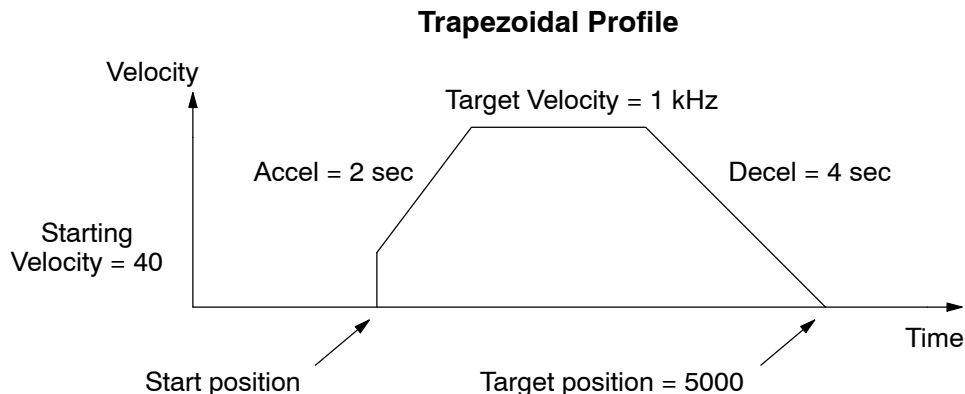 Trapezoidal Profile
Velocity
Target Velocity = 1 kHz
Accel = 2 sec
Decel = 4 sec
Starting
Velocity = 40
Time
Start position
Target position = 5000